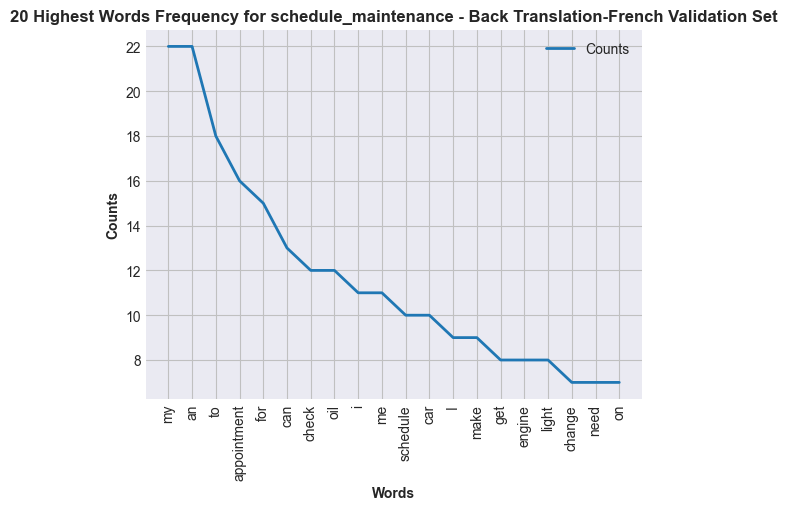 20 Highest Words Frequency for schedule_maintenance - Back Translation-French Validation Set
Counts
22
20
18
16
14
12
10
8
Counts
my
an
to
appointment
for
can
check
oil
i
me
schedule
car
I
make
get
engine
light
change
need
on
Words